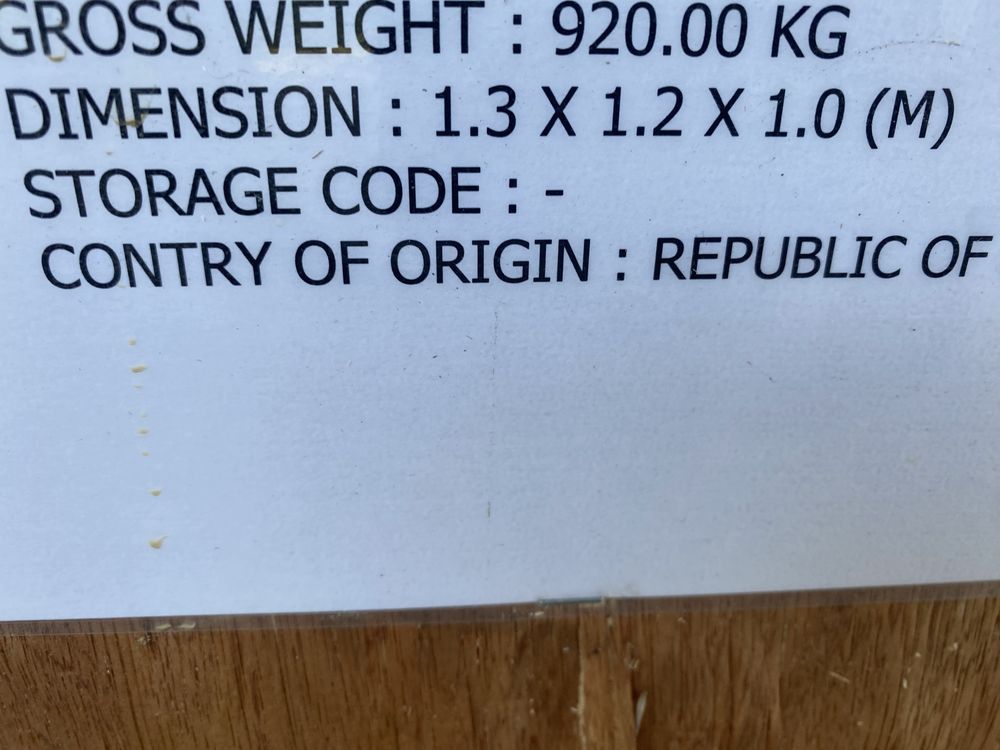 GROSS WEIGHT : 920.00 KG
DIMENSION : 1.3 X 1.2 X 1.0 (M)
STORAGE CODE : -
CONTRY OF ORIGIN : REPUBLIC OF